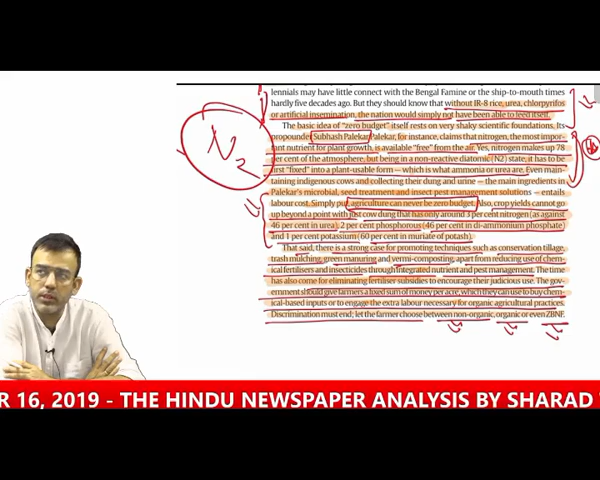 lennials may have little connect with the Bengal Famine or the ship-to-mouth times
hardly five decades ago. But they should know that without IR-8 rice, urea, chlorpyrifos
or artificial insemination, the nation would simply not have been able to feed itself.
The basic idea of “zero budget” itself rests on very shaky scientific foundations. Its
propounder Subhash Palekar Palekar, for instance, claims that nitrogen, the most impor-
tant nutrient for plant growth, is available “free” from the air. Yes, nitrogen makes up 78
per cent of the atmosphere, but being in a non-reactive diatomic (N2) state, it has to be
first “fixed” into a plant-usable form — which is what ammonia or urea are. Even main-
taining indigenous cows and collecting their dung and urine — the main ingredients in
Palekar's microbial, seed treatment and insect pest management solutions — entails
labour cost. Simply put, agriculture can never be zero budget. Also, crop yields cannot go
up beyond a point with just cow dung that has only around 3 per cent nitrogen (as against
46 per cent in urea), 2 per cent phosphorous (46 per cent in di-ammonium phosphate)
and 1 per cent potassium (60 per cent in muriate of potash).
That said, there is a strong case for promoting techniques such as conservation tillage,
trash mulching, green manuring and vermi-composting, apart from reducing use of chem-
ical fertilisers and insecticides through integrated nutrient and pest management. The time
has also come for eliminating fertiliser subsidies to encourage their judicious use. The gov-
ernment should give farmers a fixed sum of money per acre, which they can use to buy chem-
ical-based inputs or to engage the extra labour necessary for organic agricultural practices.
Discrimination must end; let the farmer choose between non-organic, organic or even ZBNF.
N2
R 16, 2019 - THE HINDU NEWSPAPER ANALYSIS BY SHARAD